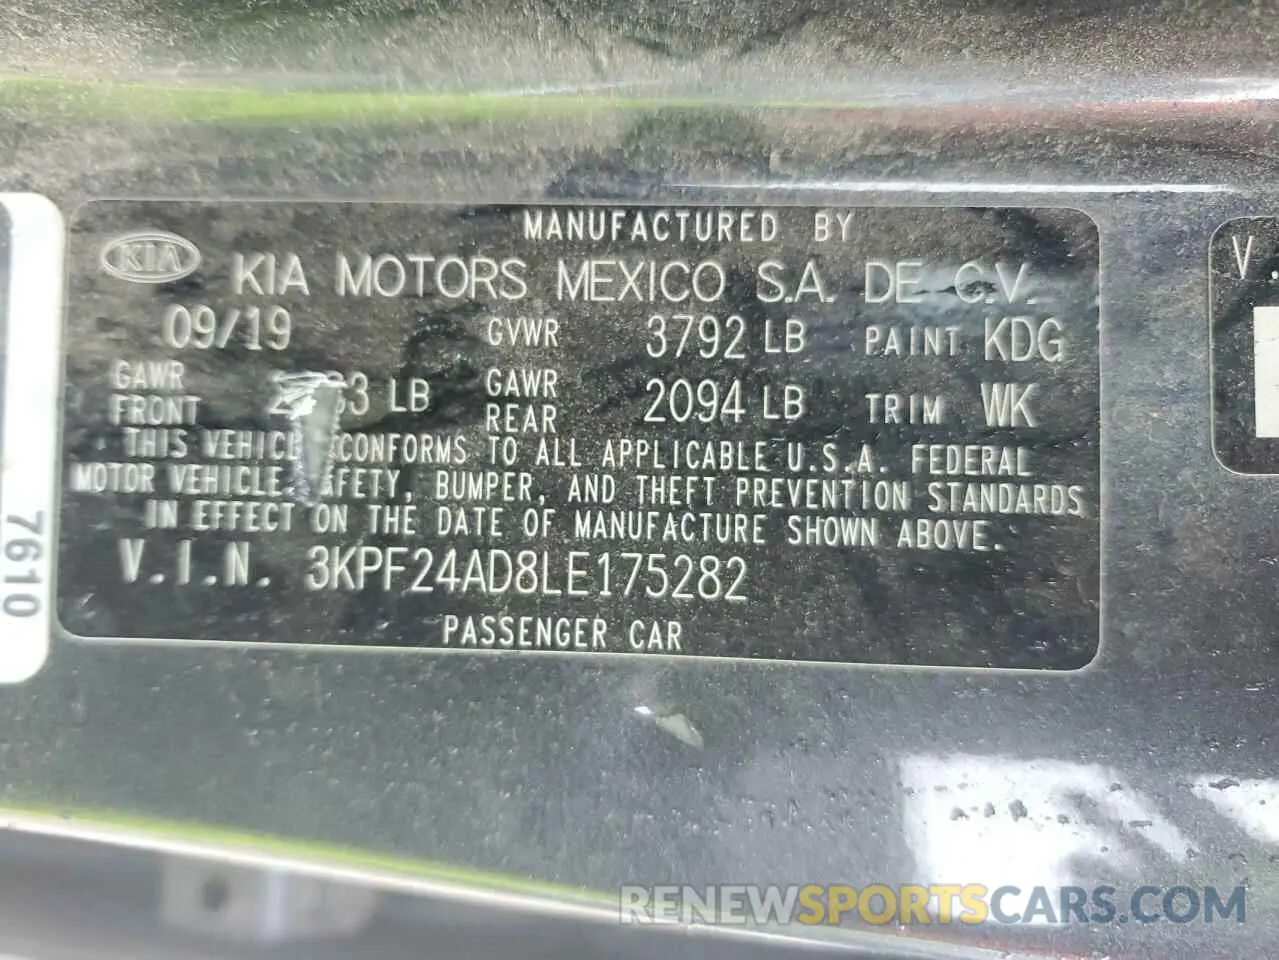 MANUFACTURED BY
KIA
KIA MOTORS MEXICO S.A. DE C.V.
09/19 GVWR 3792 LB PAINT KDG
GAWR FRONT LB GAWR REAR 2094 LB TRIM WK
THIS CONFORMS TO ALL APPLICABLE U.S.A. FEDERAL
MOTOR VEHICLE BUMPER, AND THEFT PREVENTION STANDARDS
IN EFFECT ON THE DATE OF MANUFACTURE SHOWN ABOVE.
V.I.N. 3KPF24AD8LE175282
PASSENGER CAR
7610
V.
RENEWSPORTSCARS.COM